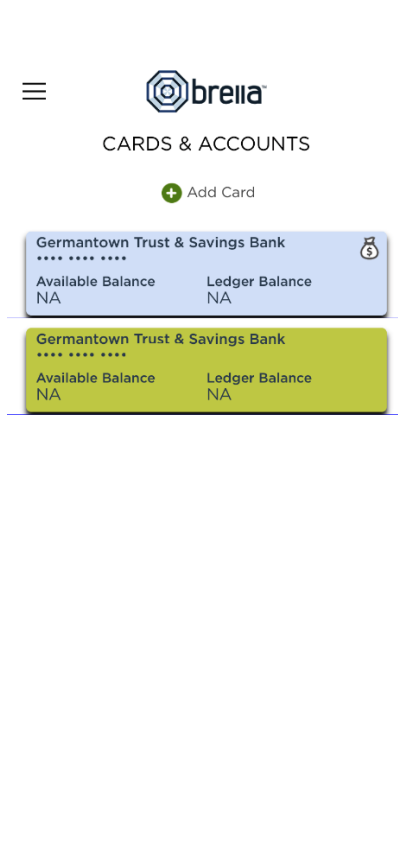 brella™
CARDS & ACCOUNTS
Add Card
Germantown Trust & Savings Bank
•••• •••• ••••
Available Balance Ledger Balance
NA NA
Germantown Trust & Savings Bank
•••• •••• ••••
Available Balance Ledger Balance
NA NA